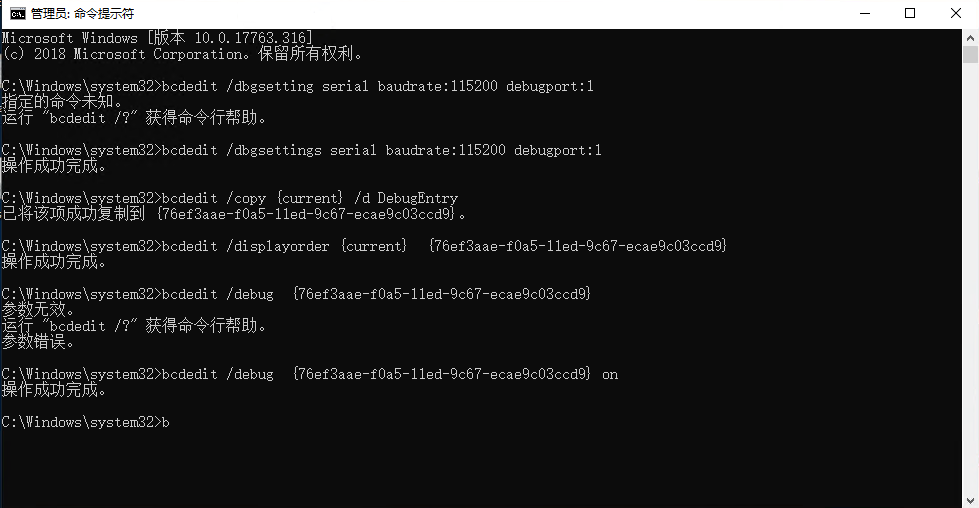 管理员: 命令提示符
Microsoft Windows [版本 10.0.17763.316]
(c) 2018 Microsoft Corporation。保留所有权利。
C:\Windows\system32>bcdedit /dbgsetting serial baudrate:115200 debugport:1
指定的命令未知。
运行 "bcdedit /?" 获得命令行帮助。
C:\Windows\system32>bcdedit /dbgsettings serial baudrate:115200 debugport:1
操作成功完成。
C:\Windows\system32>bcdedit /copy {current} /d DebugEntry
已将该项成功复制到 {76ef3aae-f0a5-11ed-9c67-ecae9c03ccd9}。
C:\Windows\system32>bcdedit /displayorder {current}  {76ef3aae-f0a5-11ed-9c67-ecae9c03ccd9}
操作成功完成。
C:\Windows\system32>bcdedit /debug  {76ef3aae-f0a5-11ed-9c67-ecae9c03ccd9}
参数无效。
运行 "bcdedit /?" 获得命令行帮助。
参数错误。
C:\Windows\system32>bcdedit /debug  {76ef3aae-f0a5-11ed-9c67-ecae9c03ccd9} on
操作成功完成。
C:\Windows\system32>b